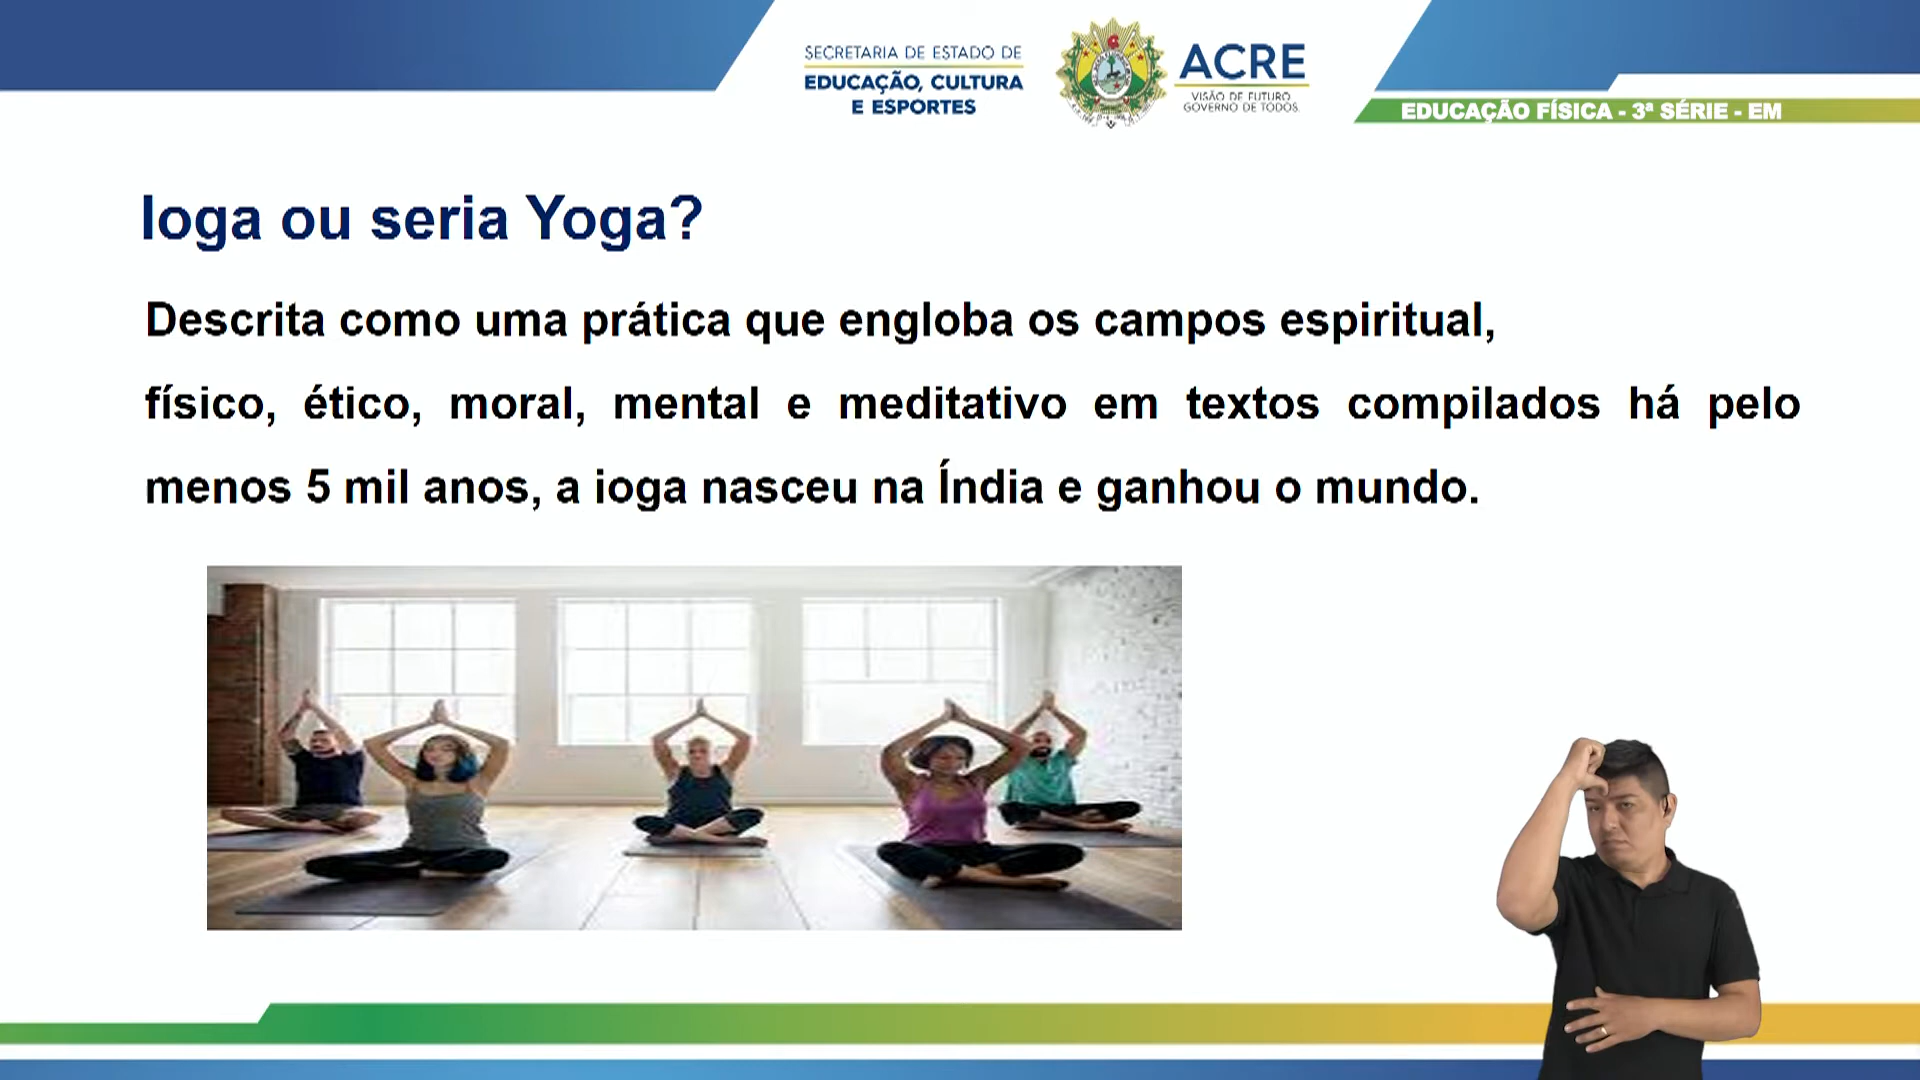 SECRETARIA DE ESTADO DE
EDUCAÇÃO, CULTURA
E ESPORTES
ACRE
VISÃO DE FUTURO
GOVERNO DE TODOS.
EDUCAÇÃO FÍSICA - 3ª SÉRIE - EM
Ioga ou seria Yoga?
Descrita como uma prática que engloba os campos espiritual,
físico, ético, moral, mental e meditativo em textos compilados há pelo
menos 5 mil anos, a ioga nasceu na Índia e ganhou o mundo.